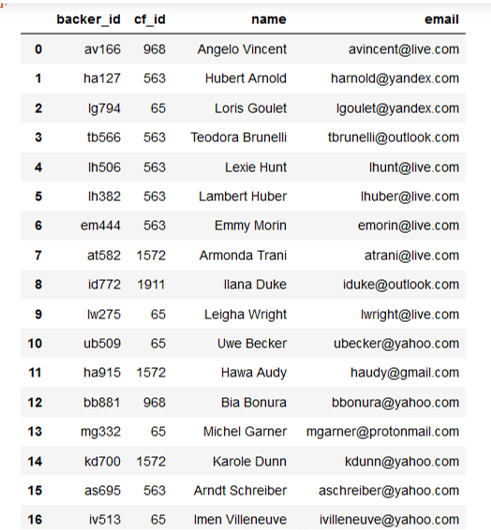 backer_id cf_id name email
0 av166 968 Angelo Vincent avincent@live.com
1 ha127 563 Hubert Arnold harnold@yandex.com
2 lg794 65 Loris Goulet lgoulet@yandex.com
3 tb566 563 Teodora Brunelli tbrunelli@outlook.com
4 lh506 563 Lexie Hunt lhunt@live.com
5 lh382 563 Lambert Huber lhuber@live.com
6 em444 563 Emmy Morin emorin@live.com
7 at582 1572 Armonda Trani atrani@live.com
8 id772 1911 Ilana Duke iduke@outlook.com
9 lw275 65 Leigha Wright lwright@live.com
10 ub509 65 Uwe Becker ubecker@yahoo.com
11 ha915 1572 Hawa Audy haudy@gmail.com
12 bb881 968 Bia Bonura bbonura@yahoo.com
13 mg332 65 Michel Garner mgarner@protonmail.com
14 kd700 1572 Karole Dunn kdunn@yahoo.com
15 as695 563 Arndt Schreiber aschreiber@yahoo.com
16 iv513 65 Imen Villeneuve ivilleneuve@yahoo.com